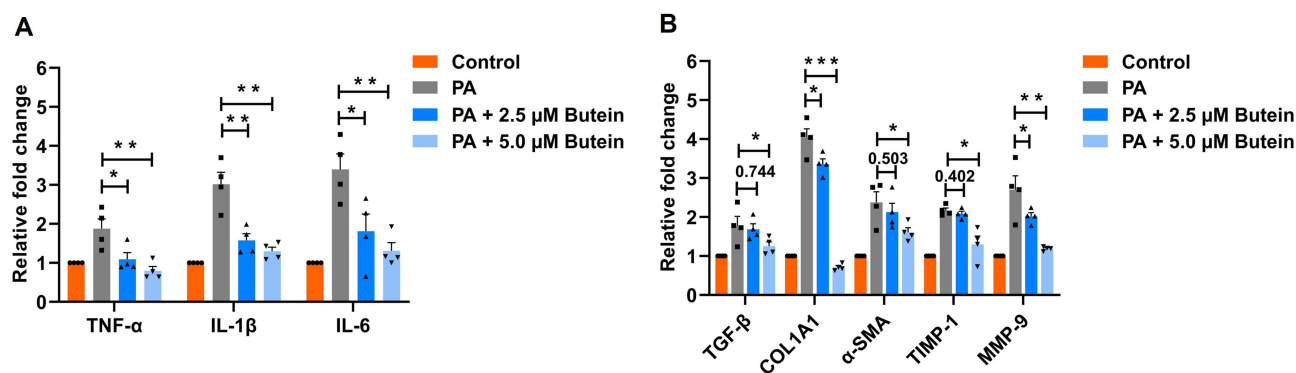 A
Relative fold change
6
5
4
3
2
1
0
TNF-α
IL-1β
IL-6
* *
*
* *
* *
* *
*
Control
PA
PA + 2.5 µM Butein
PA + 5.0 µM Butein
B
Relative fold change
6
5
4
3
2
1
0
TGF-β
COL1A1
α-SMA
TIMP-1
MMP-9
*
0.744
* * *
*
*
0.503
*
0.402
* *
*
Control
PA
PA + 2.5 µM Butein
PA + 5.0 µM Butein